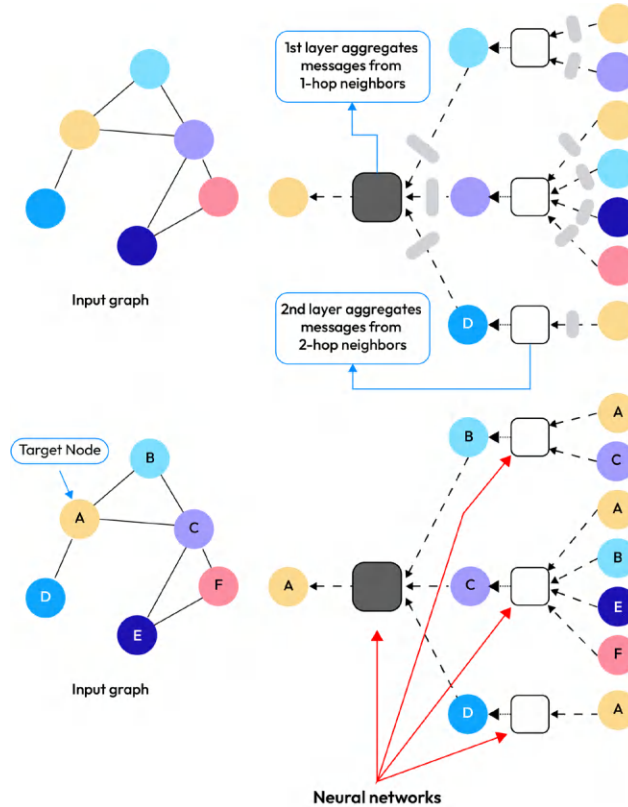 1st layer aggregates
messages from
1-hop neighbors
Input graph
2nd layer aggregates
messages from
2-hop neighbors
D
Target Node
A
B
C
D
E
F
Input graph
A
B
C
D
A
C
A
B
E
F
A
Neural networks